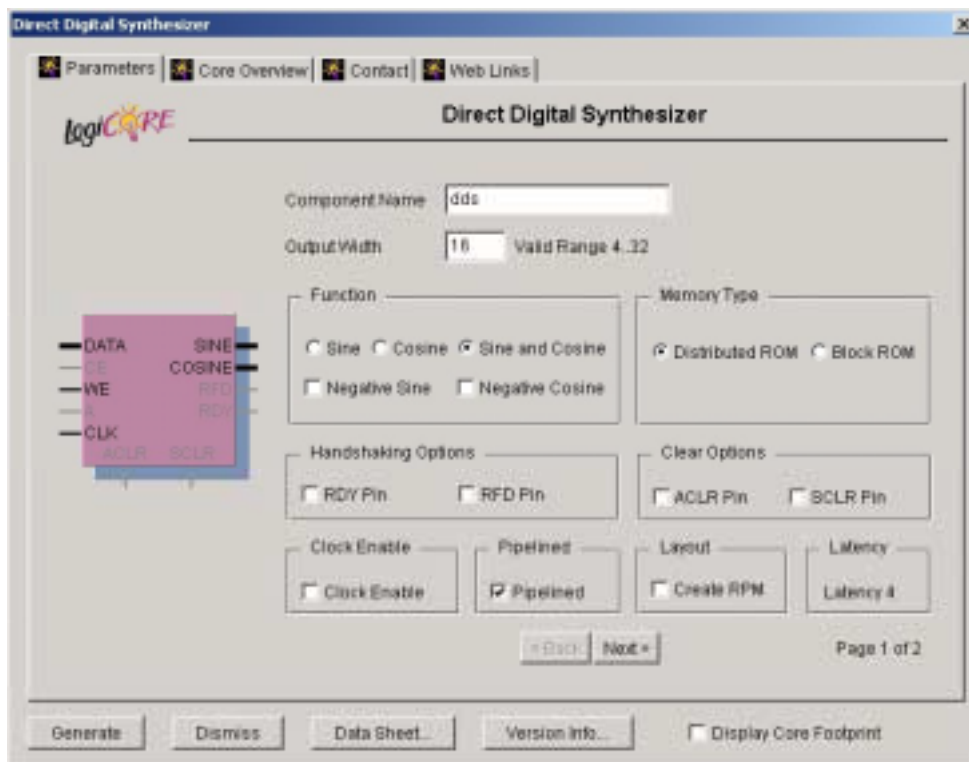 Direct Digital Synthesizer
Parameters Core Overview Contact Web Links
LogiCORE
Direct Digital Synthesizer
Component Name dds
Output Width 16 Valid Range 4..32
Function Memory Type
Sine Cosine Sine and Cosine Distributed ROM Block ROM
Negative Sine Negative Cosine
DATA SINE
CE COSINE
WE RFD
A RDY
CLK
ACLR SCLR
Handshaking Options Clear Options
RDY Pin RFD Pin ACLR Pin SCLR Pin
Clock Enable Pipelined Layout Latency
Clock Enable Pipelined Create RPM Latency 4
< Back Next > Page 1 of 2
Generate Dismiss Data Sheet... Version Info... Display Core Footprint